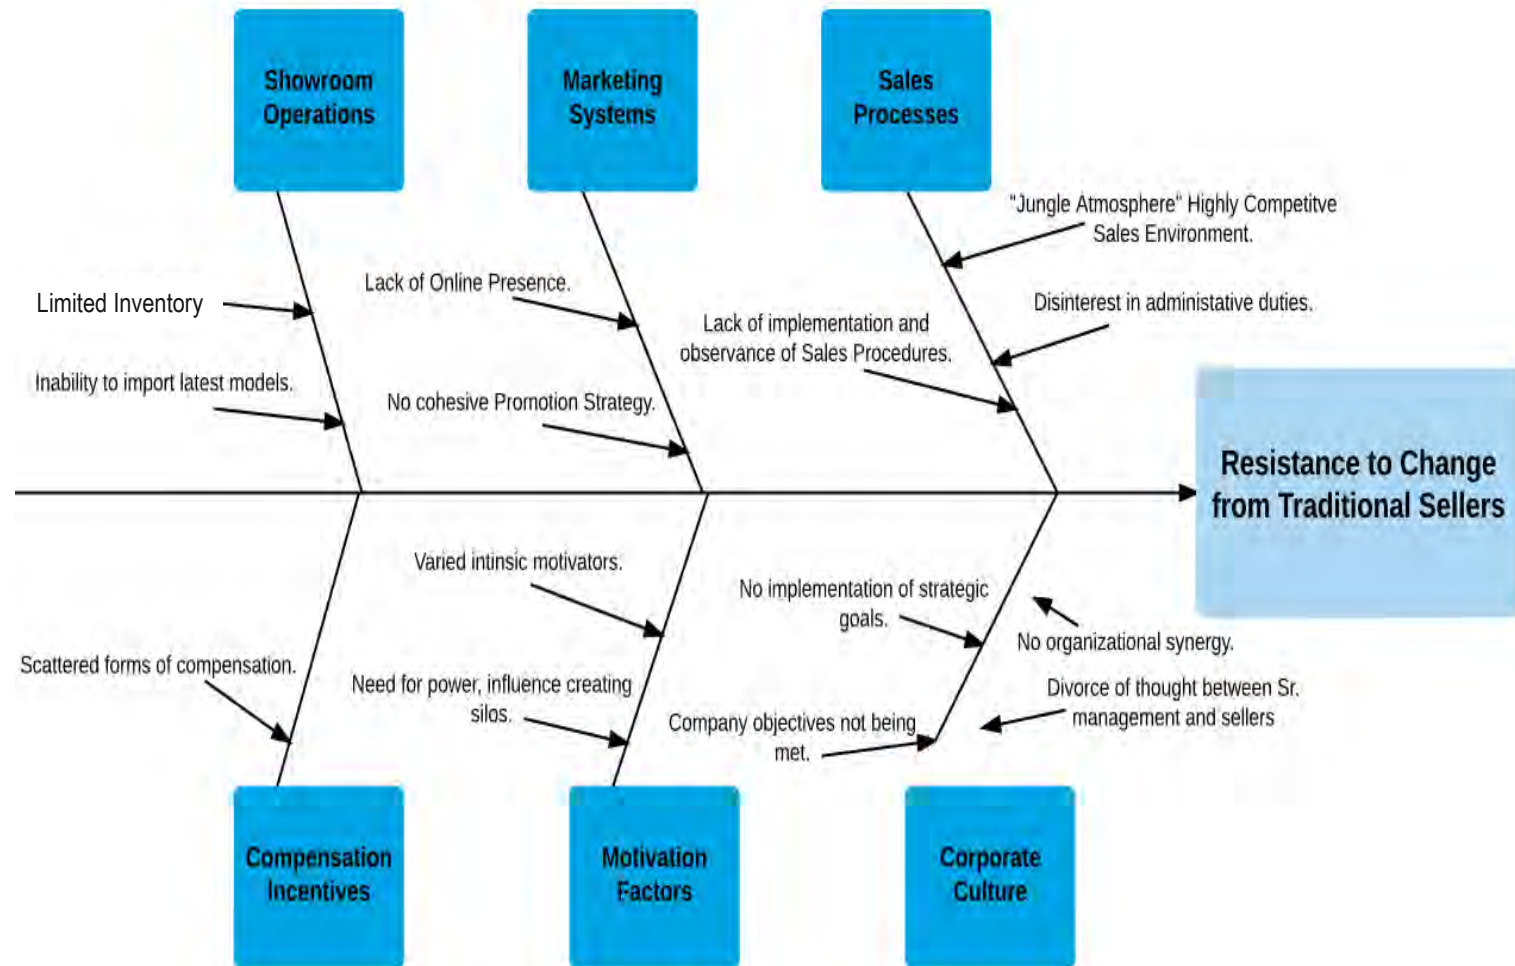 Showroom
Operations
Marketing
Systems
Sales
Processes
"Jungle Atmosphere" Highly Competitve
Sales Environment.
Lack of Online Presence.
Limited Inventory
Disinterest in administative duties.
Lack of implementation and
observance of Sales Procedures.
Inability to import latest models.
No cohesive Promotion Strategy.
Resistance to Change
from Traditional Sellers
Varied intinsic motivators.
No implementation of strategic
goals.
No organizational synergy.
Scattered forms of compensation.
Need for power, influence creating
silos.
Divorce of thought between Sr.
management and sellers
Company objectives not being
met.
Compensation
Incentives
Motivation
Factors
Corporate
Culture